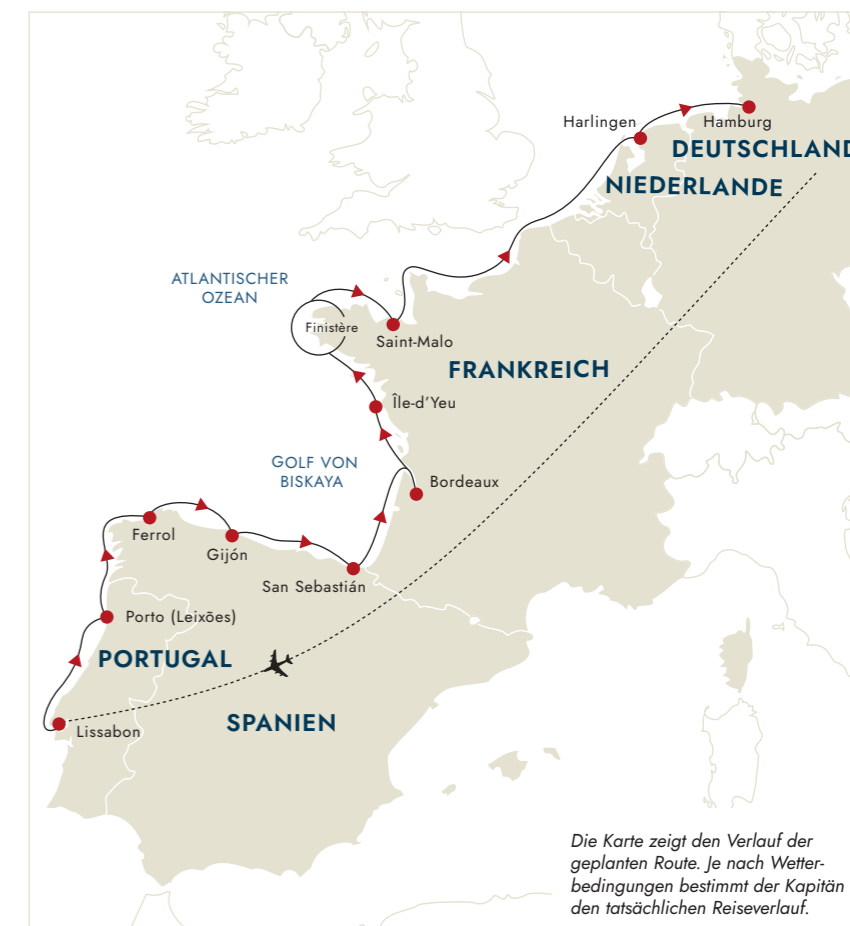 Harlingen
Hamburg
DEUTSCHLAND
NIEDERLANDE
ATLANTISCHER
OZEAN
Finistère
Saint-Malo
FRANKREICH
Île-d'Yeu
GOLF VON
BISKAYA
Bordeaux
Ferrol
Gijón
San Sebastián
Porto (Leixões)
PORTUGAL
SPANIEN
Lissabon
Die Karte zeigt den Verlauf der
geplanten Route. Je nach Wetter-
bedingungen bestimmt der Kapitän
den tatsächlichen Reiseverlauf.